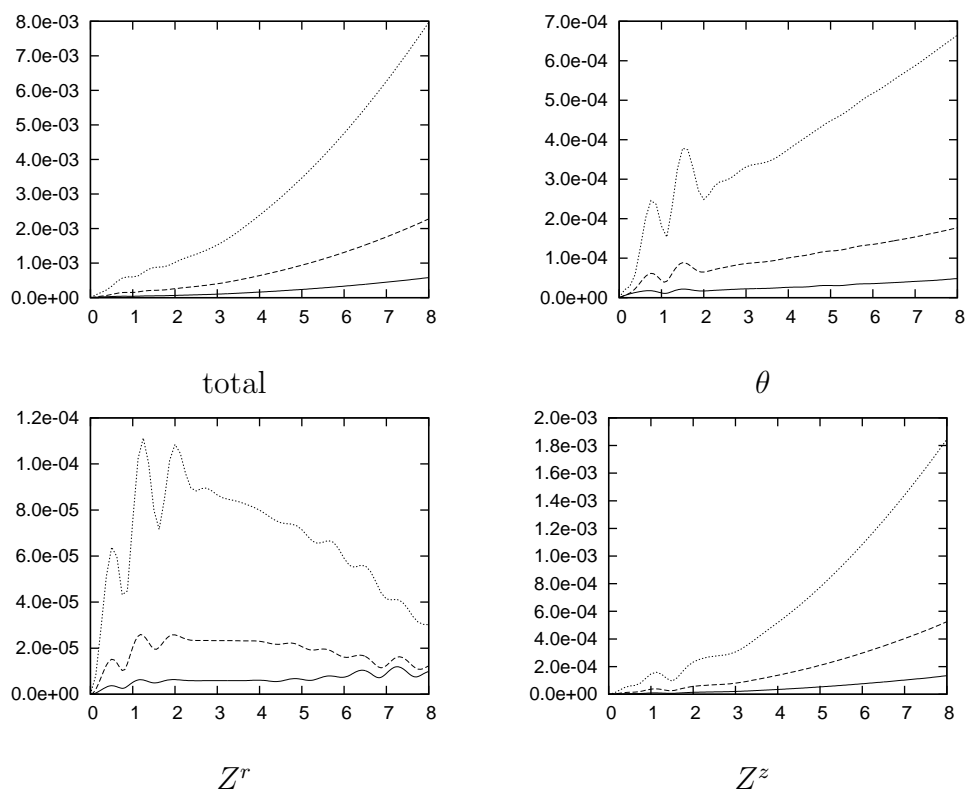 8.0e-03
7.0e-03
6.0e-03
5.0e-03
4.0e-03
3.0e-03
2.0e-03
1.0e-03
0.0e+00
0 1 2 3 4 5 6 7 8
total
7.0e-04
6.0e-04
5.0e-04
4.0e-04
3.0e-04
2.0e-04
1.0e-04
0.0e+00
0 1 2 3 4 5 6 7 8
θ
1.2e-04
1.0e-04
8.0e-05
6.0e-05
4.0e-05
2.0e-05
0.0e+00
0 1 2 3 4 5 6 7 8
Z^r
2.0e-03
1.8e-03
1.6e-03
1.4e-03
1.2e-03
1.0e-03
8.0e-04
6.0e-04
4.0e-04
2.0e-04
0.0e+00
0 1 2 3 4 5 6 7 8
Z^z